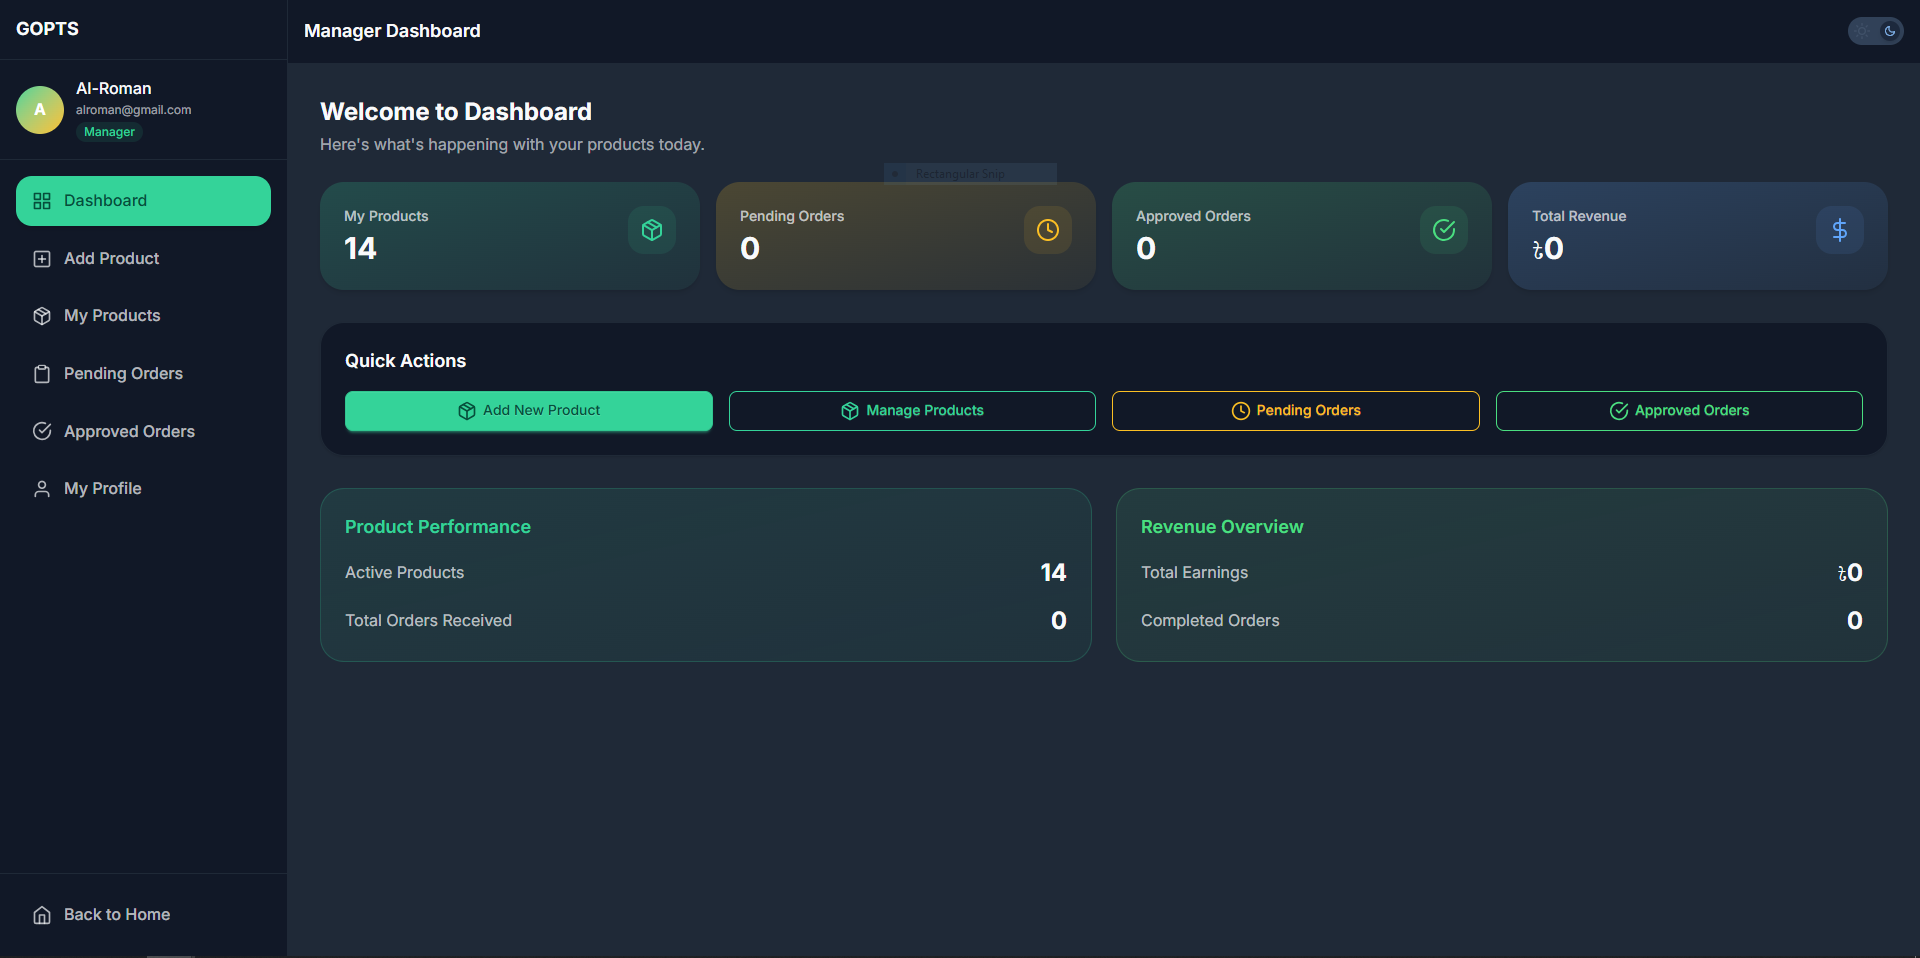 GOPTS
Manager Dashboard
A
Al-Roman
alroman@gmail.com
Manager
Dashboard
Add Product
My Products
Pending Orders
Approved Orders
My Profile
Back to Home
Welcome to Dashboard
Here's what's happening with your products today.
Rectangular Snip
My Products
14
Pending Orders
0
Approved Orders
0
Total Revenue
৳0
Quick Actions
Add New Product
Manage Products
Pending Orders
Approved Orders
Product Performance
Active Products 14
Total Orders Received 0
Revenue Overview
Total Earnings ৳0
Completed Orders 0